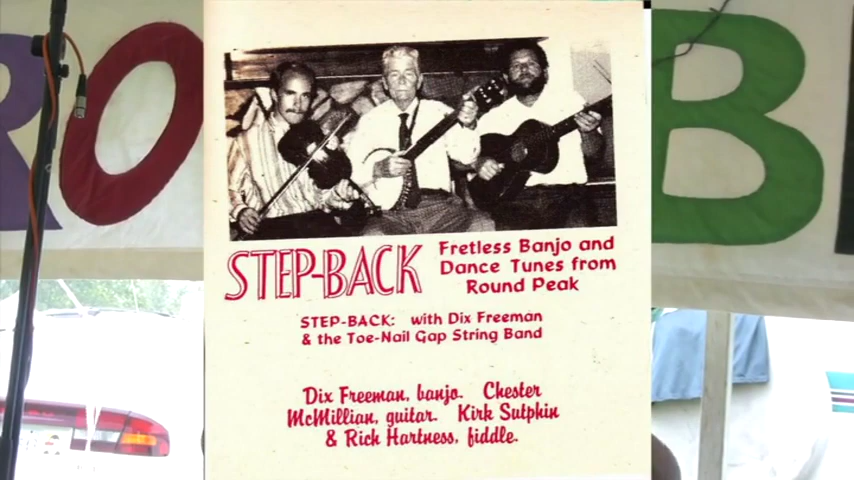 RO
B
STEP-BACK
Fretless Banjo and
Dance Tunes from
Round Peak
STEP-BACK: with Dix Freeman
& the Toe-Nail Gap String Band
Dix Freeman, banjo. Chester
McMillian, guitar. Kirk Sutphin
& Rich Hartness, fiddle.